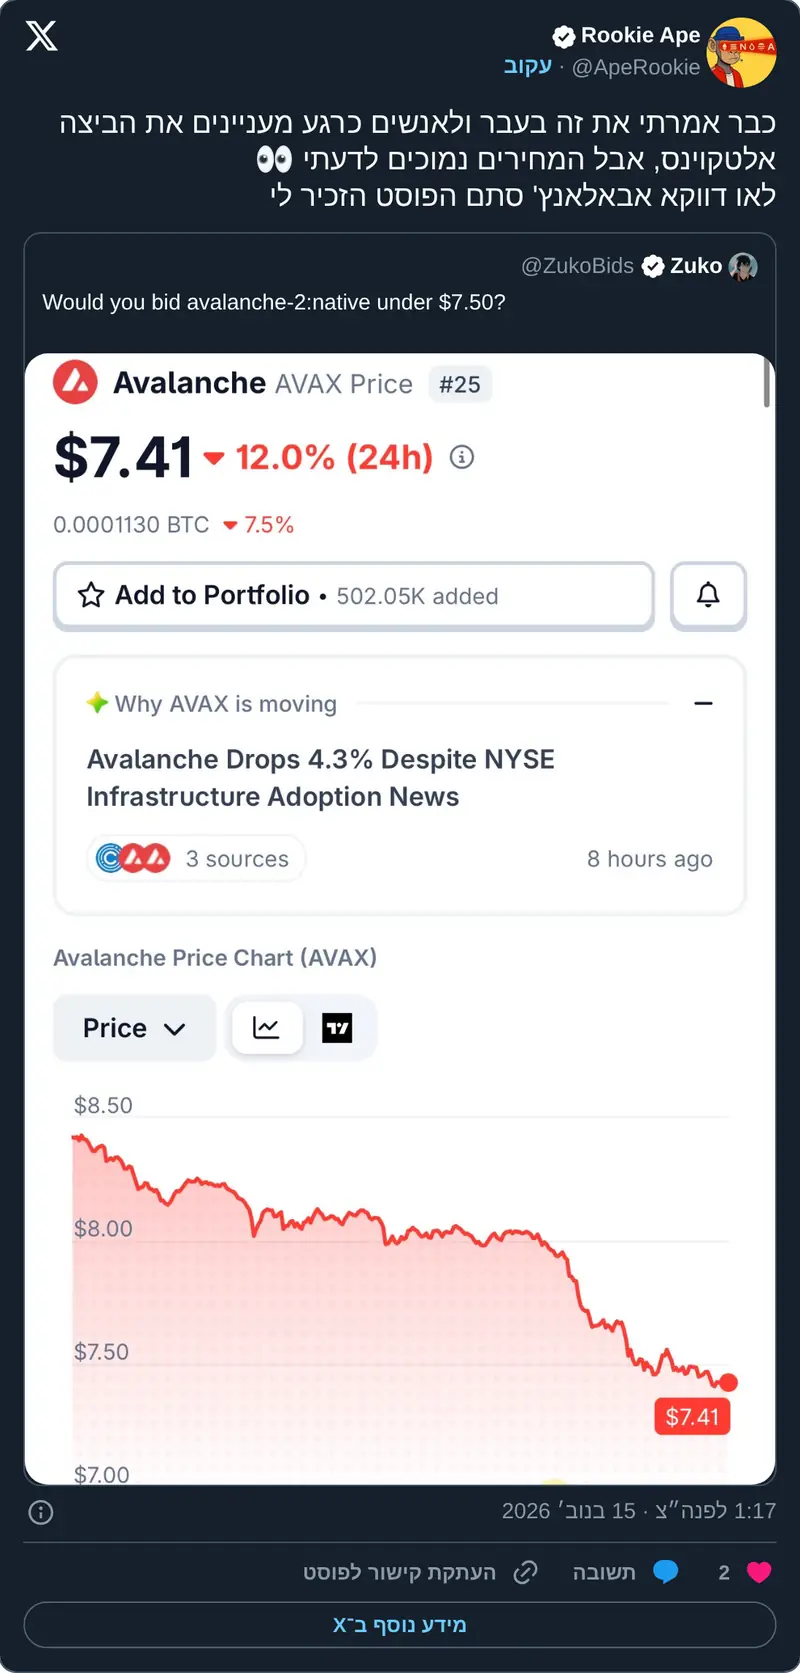 Rookie Ape
@ApeRookie · עקוב
כבר אמרתי את זה בעבר ולאנשים כרגע מעניינים את הביצה
אלטקוינס, אבל המחירים נמוכים לדעתי 👀
לאו דווקא אבאלאנץ' סתם הפוסט הזכיר לי
Zuko @ZukoBids
Would you bid avalanche-2:native under $7.50?
Avalanche AVAX Price #25
$7.41 12.0% (24h)
0.0001130 BTC 7.5%
Add to Portfolio • 502.05K added
Why AVAX is moving
Avalanche Drops 4.3% Despite NYSE
Infrastructure Adoption News
3 sources 8 hours ago
Avalanche Price Chart (AVAX)
Price
$8.50
$8.00
$7.50
$7.41
$7.00
1:17 לפנה״צ · 15 בנוב׳ 2026
2 תשובה העתקת קישור לפוסט
מידע נוסף ב־X